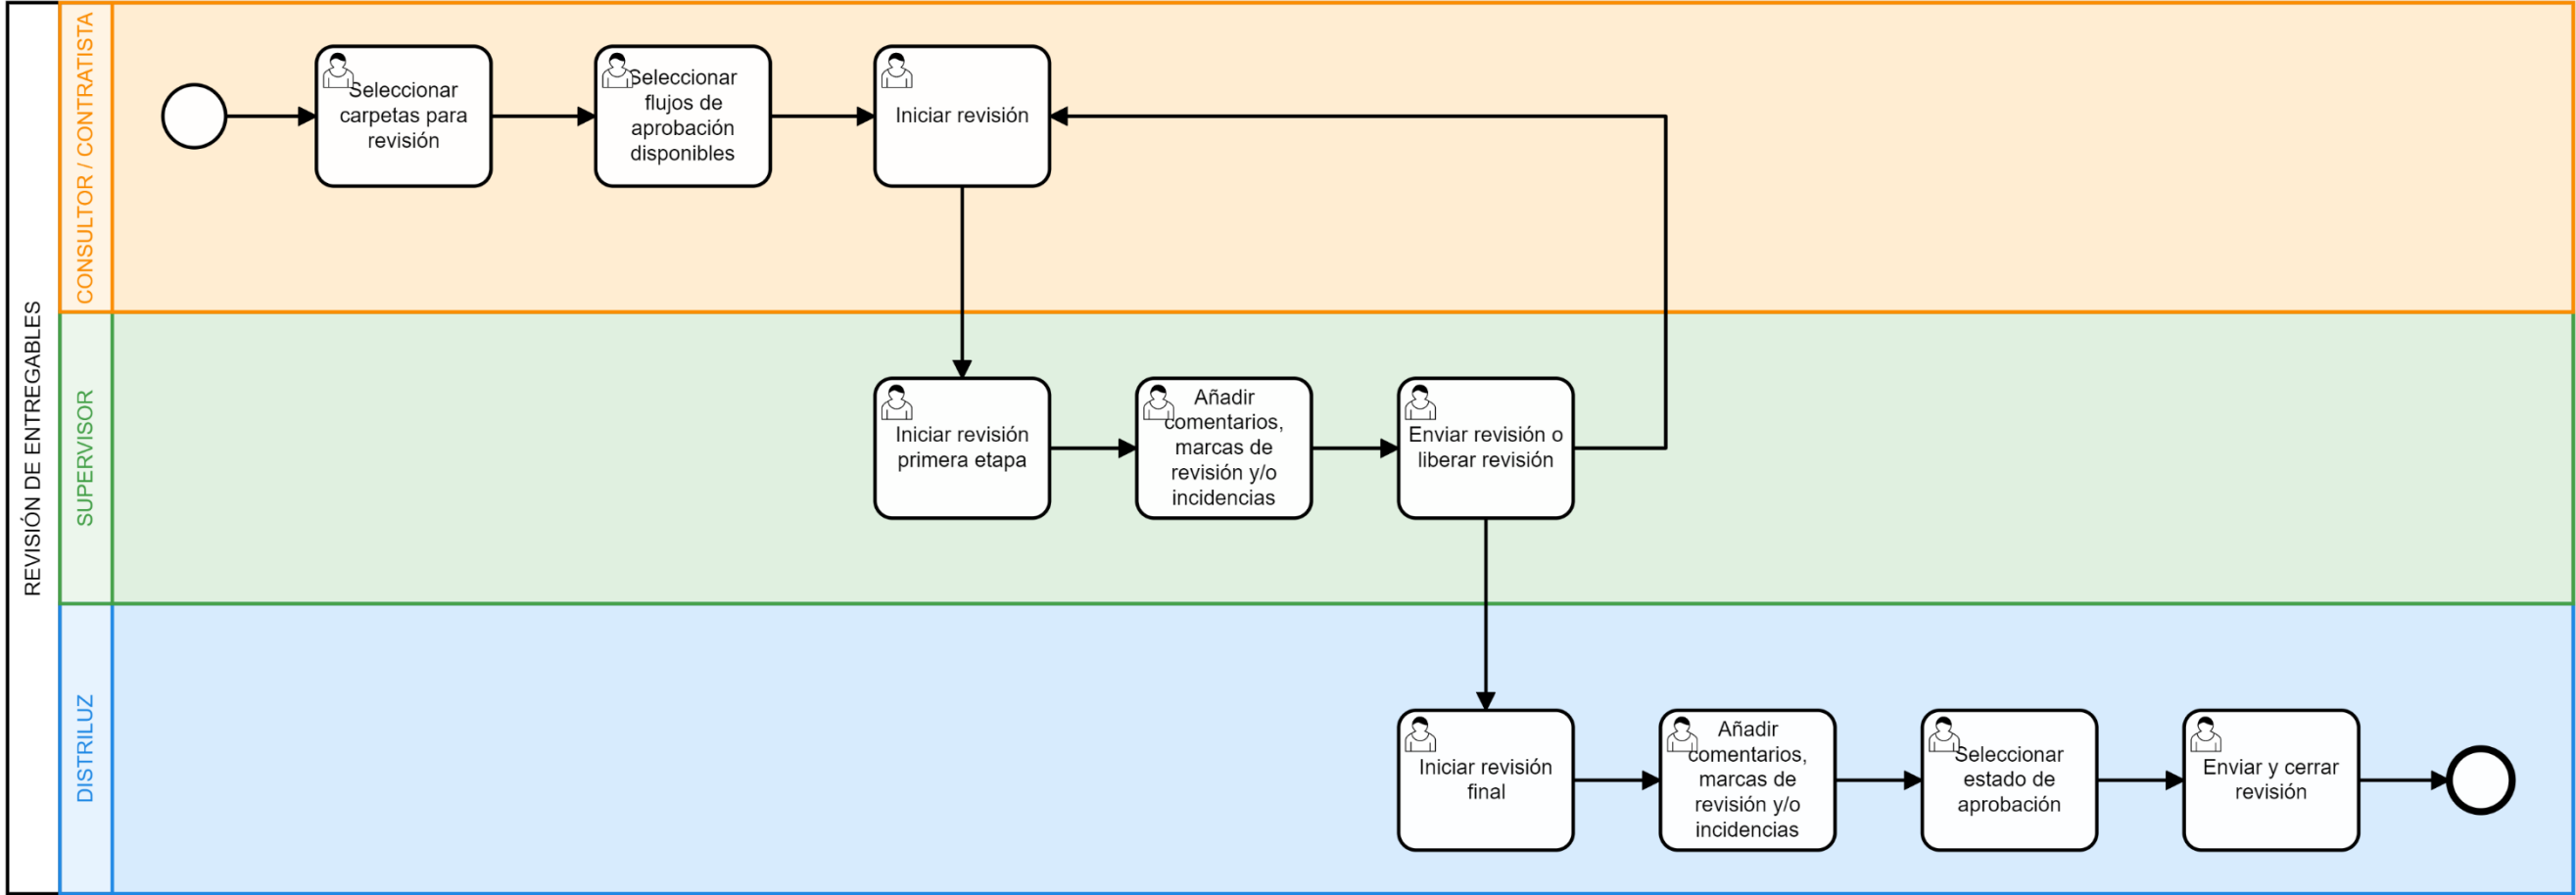 REVISIÓN DE ENTREGABLES
CONSULTOR / CONTRATISTA
Seleccionar
carpetas para
revisión
Seleccionar
flujos de
aprobación
disponibles
Iniciar revisión
SUPERVISOR
Iniciar revisión
primera etapa
Añadir
comentarios,
marcas de
revisión y/o
incidencias
Enviar revisión o
liberar revisión
DISTRILUZ
Iniciar revisión
final
Añadir
comentarios,
marcas de
revisión y/o
incidencias
Seleccionar
estado de
aprobación
Enviar y cerrar
revisión